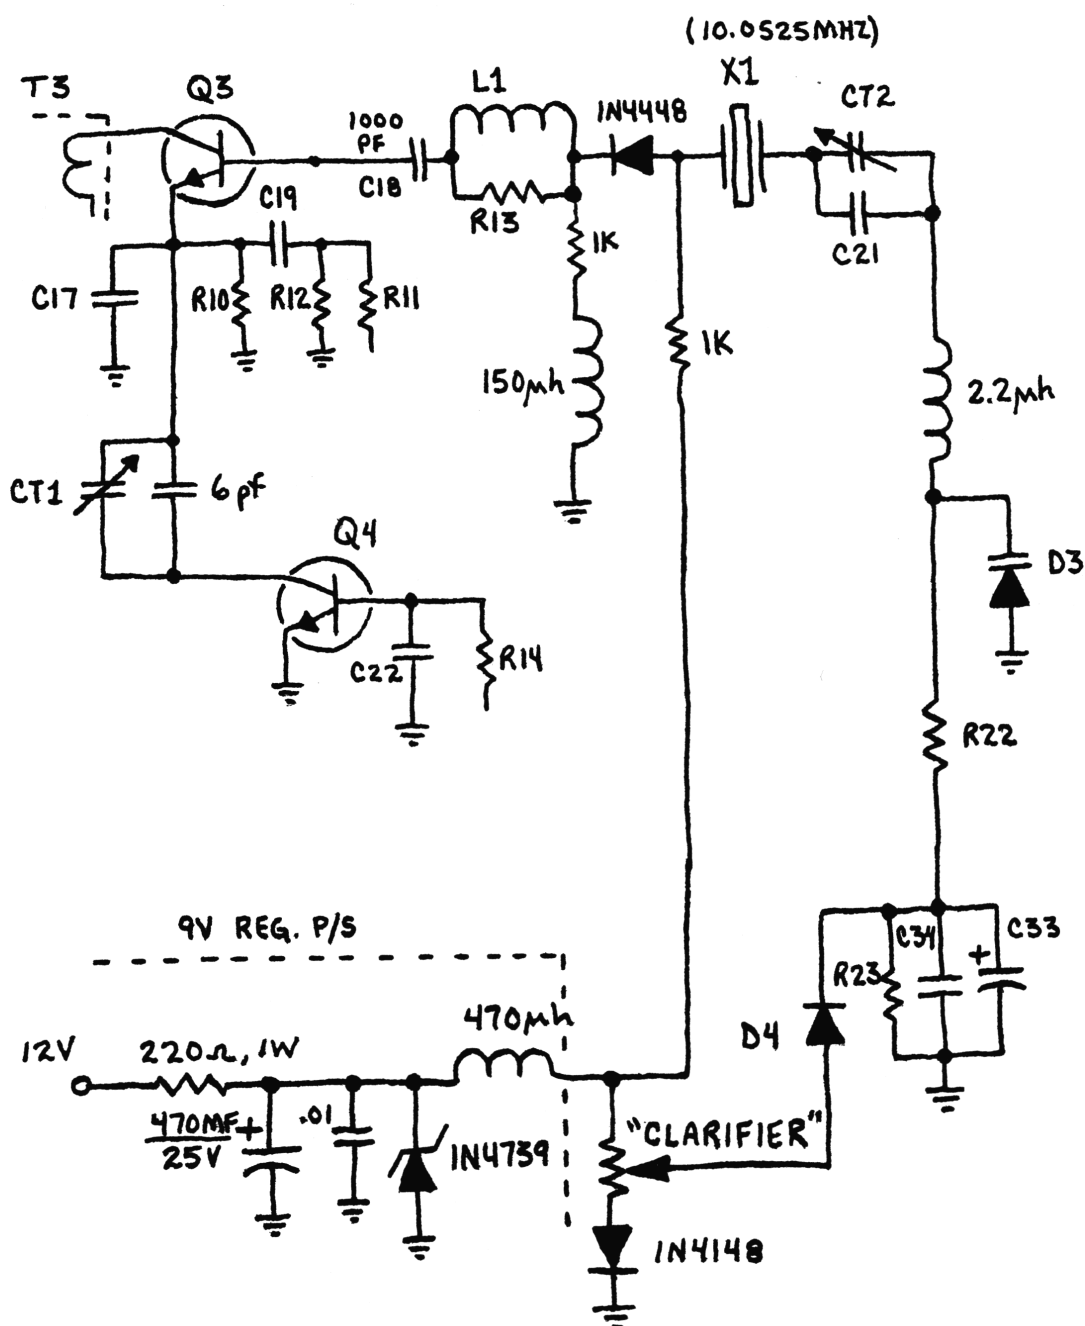 (10.0525MHZ)
X1
T3
Q3
L1
1N4448
CT2
1000
PF
C18
R13
C19
1K
C21
C17
R10
R12
R11
150μh
1K
2.2μh
CT1
6pf
Q4
D3
C22
R14
R22
9V REG. P/S
C34
C33
+
R23
470μh
D4
12V
220Ω, 1W
470MF
+
25V
.01
1N4739
"CLARIFIER"
1N4148